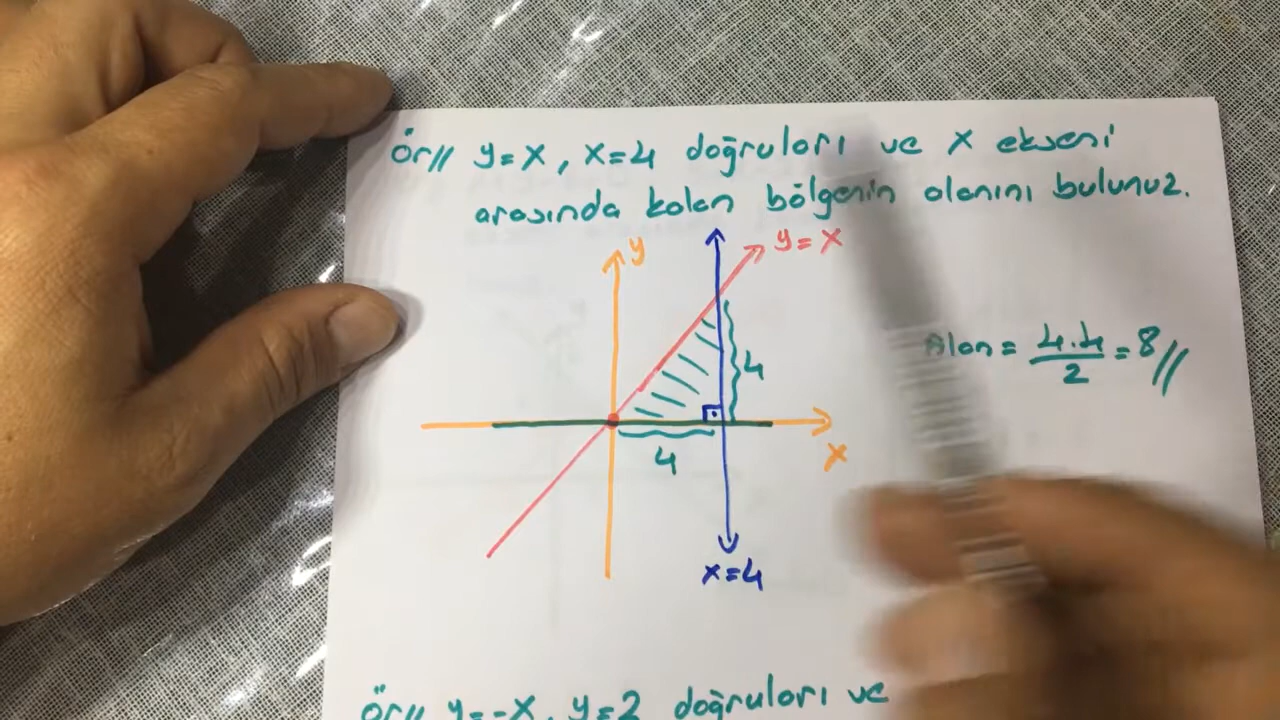 Ör// y=x, x=4 doğruları ve x ekseni
arasında kalan bölgenin alanını bulunuz.
y
y=x
Alan = 4.4/2 = 8//
4
4
x
x=4
Ör// y=-x, y=2 doğruları ve